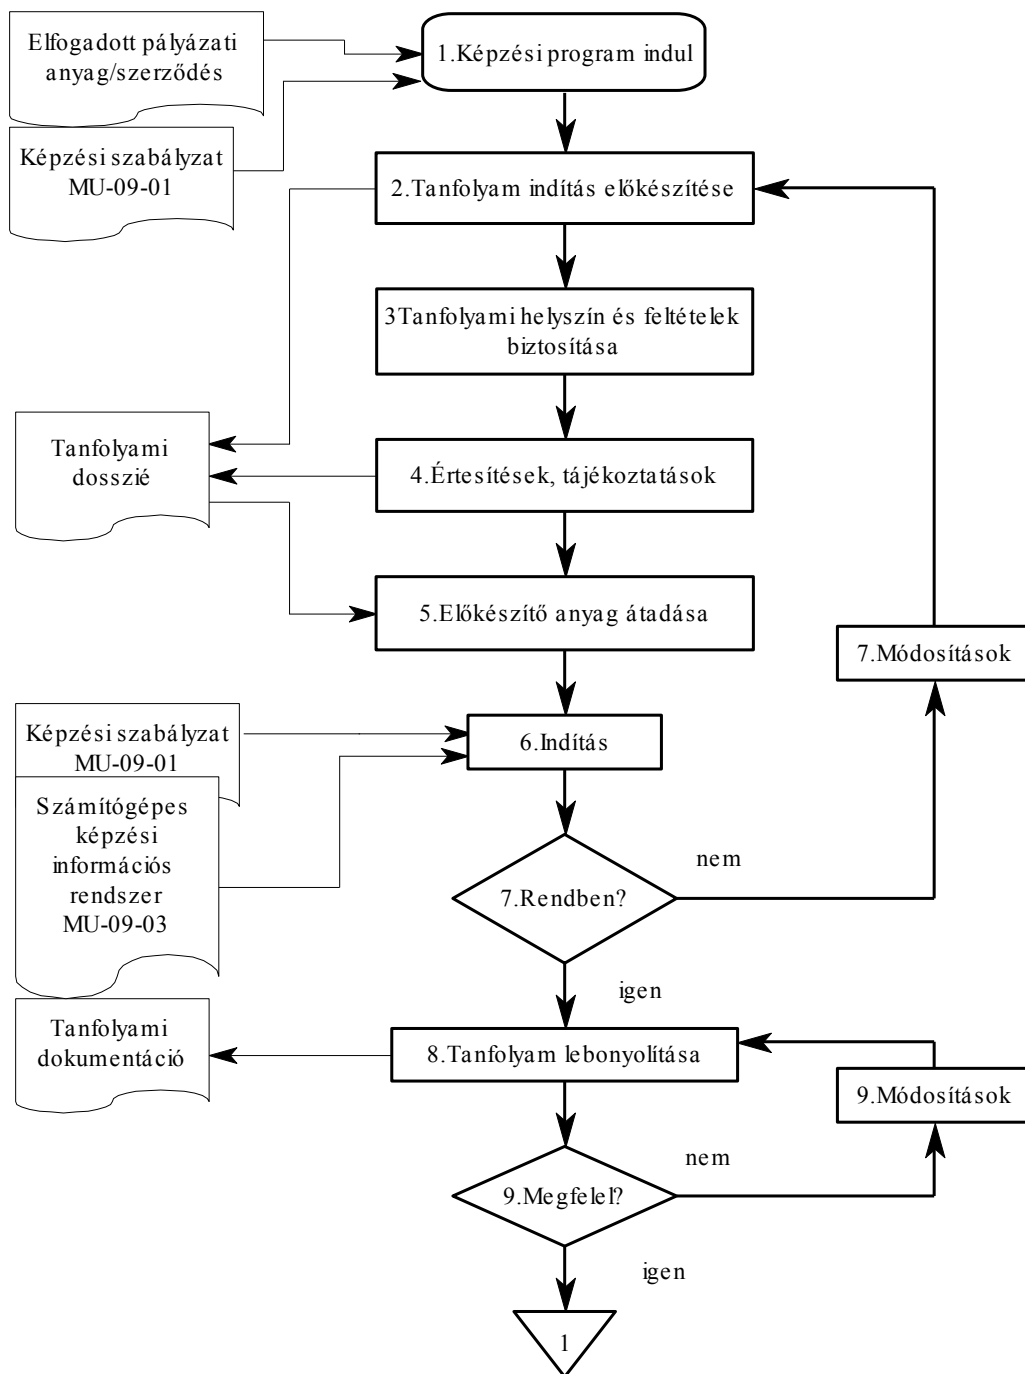 Elfogadott pályázati
anyag/szerződés
1.Képzési program indul
Képzési szabályzat
MU-09-01
2.Tanfolyam indítás előkészítése
3Tanfolyami helyszín és feltételek
biztosítása
Tanfolyami
dosszié
4.Értesítések, tájékoztatások
5.Előkészítő anyag átadása
7.Módosítások
Képzési szabályzat
MU-09-01
6.Indítás
Számítógépes
képzési
információs
rendszer
MU-09-03
nem
7.Rendben?
igen
Tanfolyami
dokumentáció
8.Tanfolyam lebonyolítása
9.Módosítások
nem
9.Megfelel?
igen
1